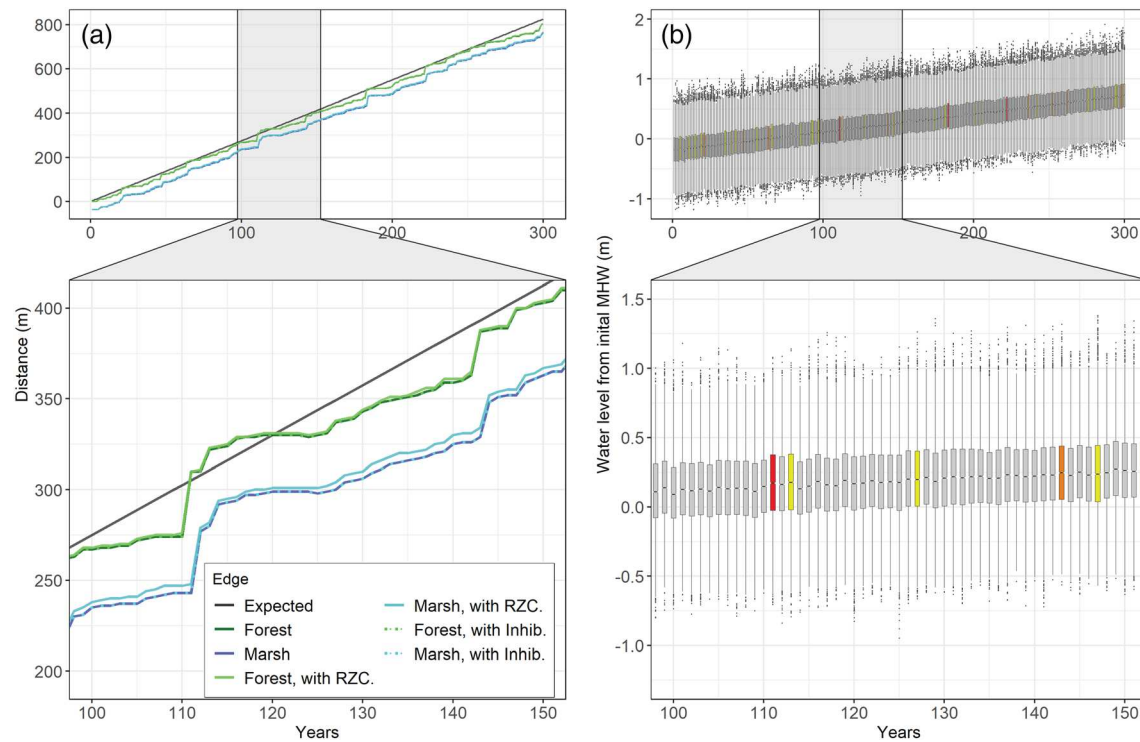 (a)
800
600
400
200
0
0 100 200 300
(b)
2
1
0
-1
0 100 200 300
Distance (m)
400
350
300
250
200
Edge
Expected
Forest
Marsh
Forest, with RZC.
Marsh, with RZC.
Forest, with Inhib.
Marsh, with Inhib.
100 110 120 130 140 150
Years
Water level from inital MHW (m)
1.5
1.0
0.5
0.0
-0.5
-1.0
100 110 120 130 140 150
Years